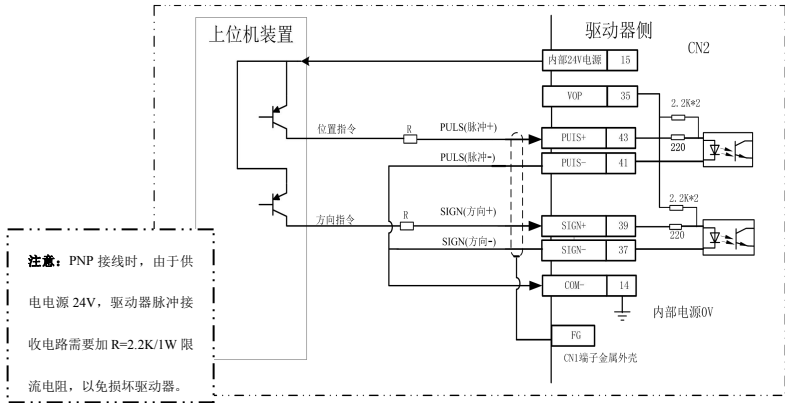 上位机装置
驱动器侧
CN2
内部24V电源 15
VOP 35
2.2K*2
位置指令
R
PULS(脉冲+)
PUIS+ 43
220
PULS(脉冲-)
PUIS- 41
2.2K*2
方向指令
R
SIGN(方向+)
SIGN+ 39
220
SIGN(方向-)
SIGN- 37
COM- 14
内部电源0V
FG
CN1端子金属外壳
注意：PNP 接线时，由于供
电电源 24V，驱动器脉冲接
收电路需要加 R=2.2K/1W 限
流电阻，以免损坏驱动器。